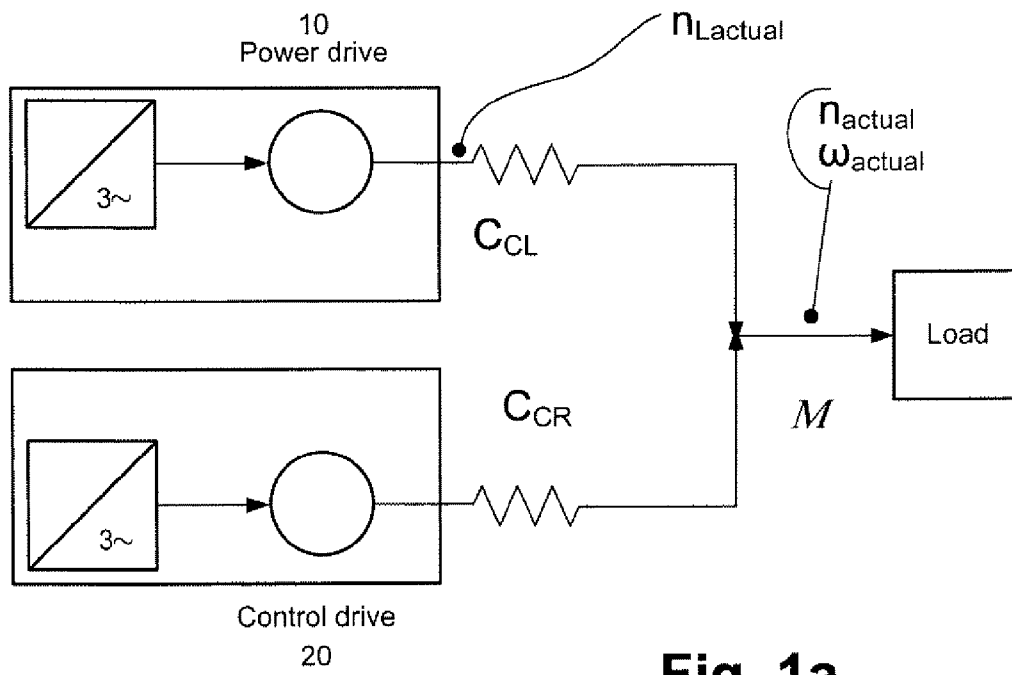 10
Power drive
n_Lactual
n_actual
ω_actual
3~
C_CL
Load
C_CR
M
3~
Control drive
20
Fig. 1a